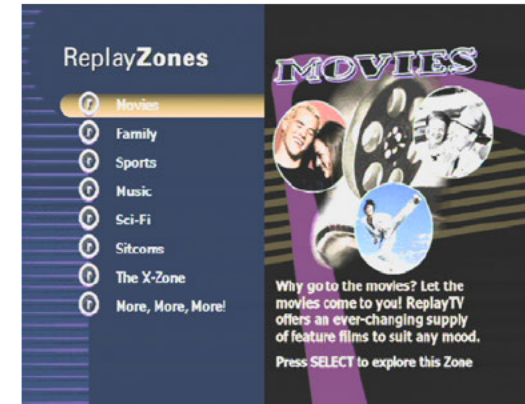 ReplayZones
Movies
Family
Sports
Music
Sci-Fi
Sitcoms
The X-Zone
More, More, More!
MOVIES
Why go to the movies? Let the
movies come to you! ReplayTV
offers an ever-changing supply
of feature films to suit any mood.
Press SELECT to explore this Zone